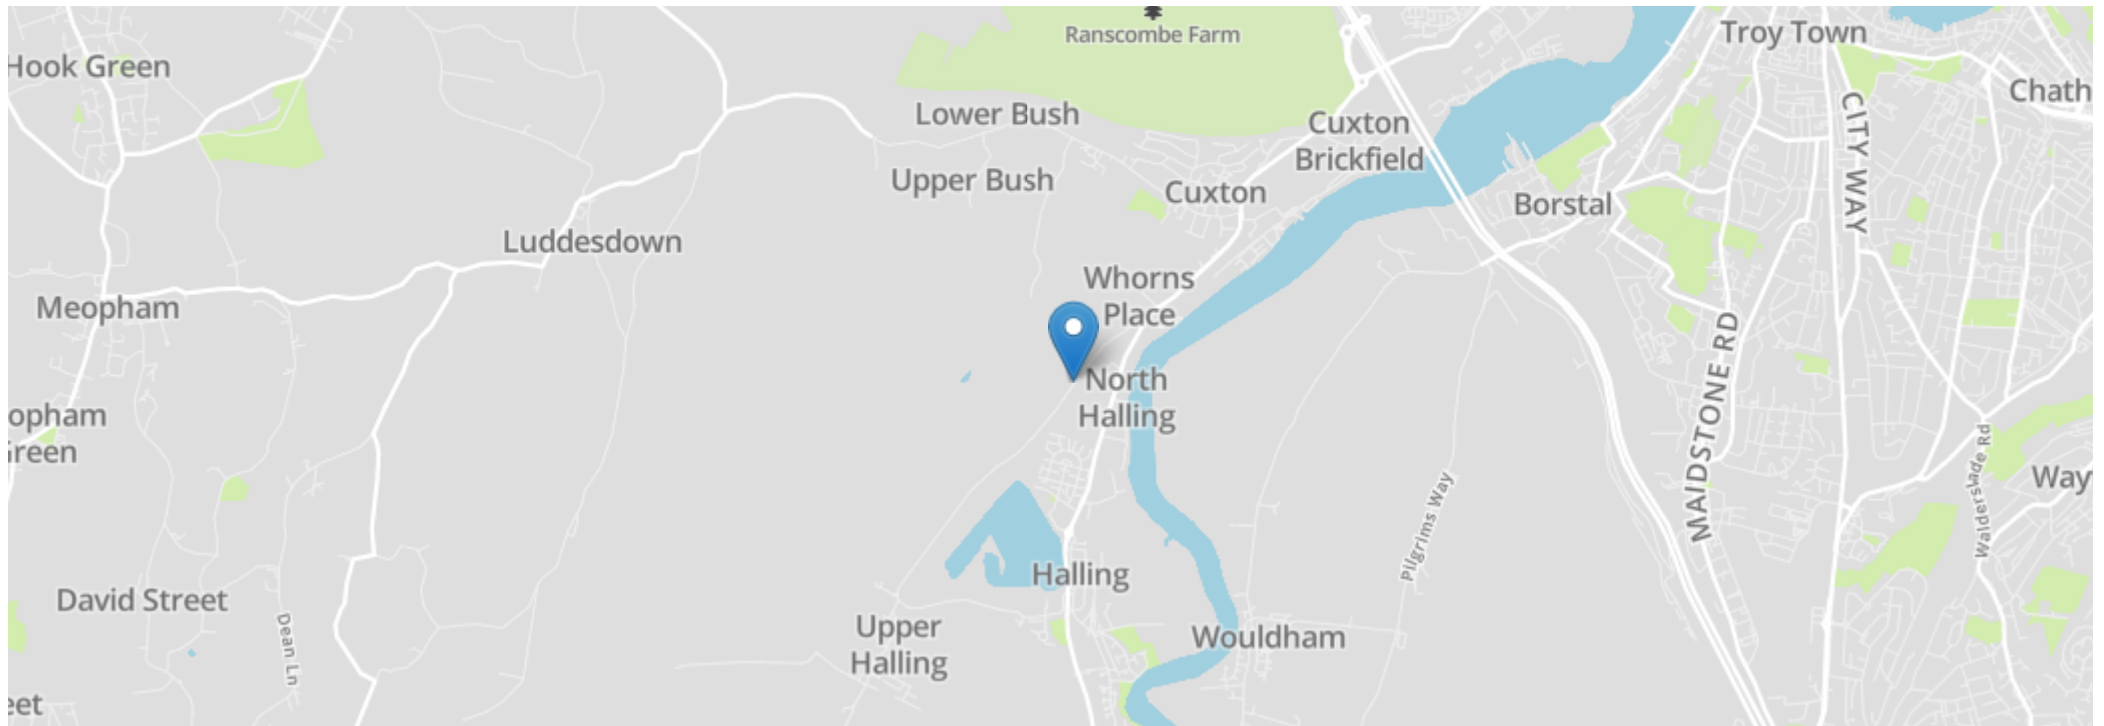 Ranscombe Farm
Troy Town
Hook Green
Chath
Lower Bush
Cuxton
Brickfield
CITY WAY
Upper Bush
Cuxton
Borstal
Luddesdown
Whorns
Place
Meopham
MAIDSTONE RD
North
Halling
opham
Green
Walderslade Rd
Way
Pilgrims Way
Halling
David Street
Dean Ln
Upper
Halling
Wouldham
eet